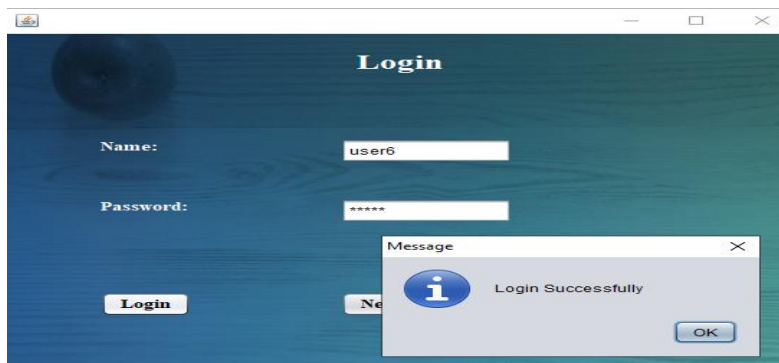 Login
Name:
user6
Password:
*****
Message
Login Successfully
Login
Ne
OK